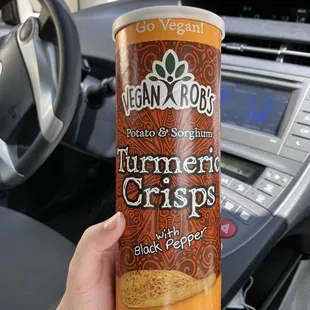 Go Vegan!
VEGAN ROB'S
Potato & Sorghum
Turmeric
Crisps
with
Black Pepper